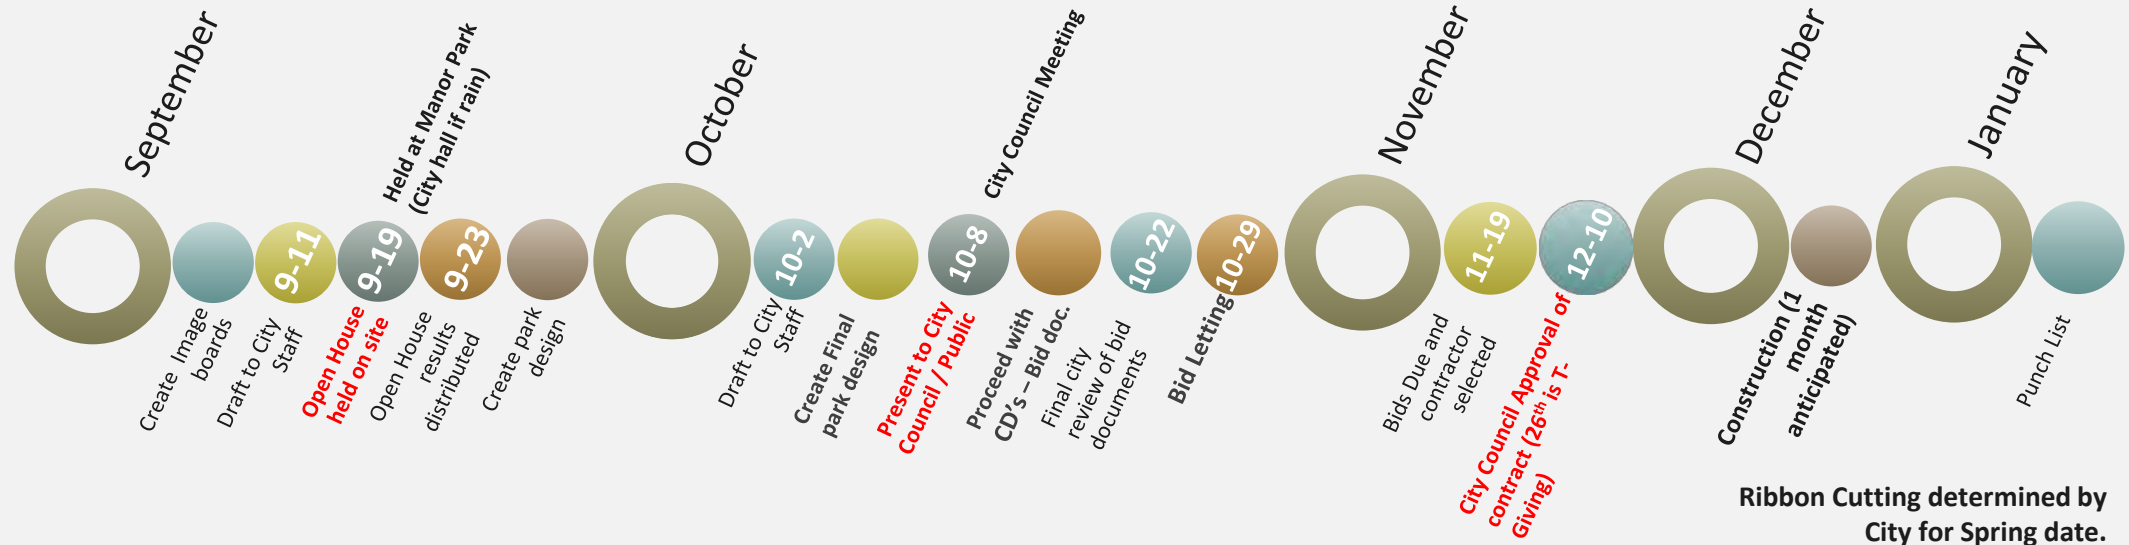 September
Create Image
boards
9-11
Draft to City
Staff
9-19
Held at Manor Park
(City hall if rain)
Open House
held on site
9-23
Open House
results
distributed
Create park
design
October
10-2
Draft to City
Staff
Create Final
park design
10-8
City Council Meeting
Present to City
Council / Public
Proceed with
CD's – Bid doc.
10-22
Final city
review of bid
documents
10-29
Bid Letting
November
11-19
Bids Due and
contractor
selected
12-10
City Council Approval of
contract (26th is T-
Giving)
December
Construction (1
month
anticipated)
January
Punch List
Ribbon Cutting determined by
City for Spring date.